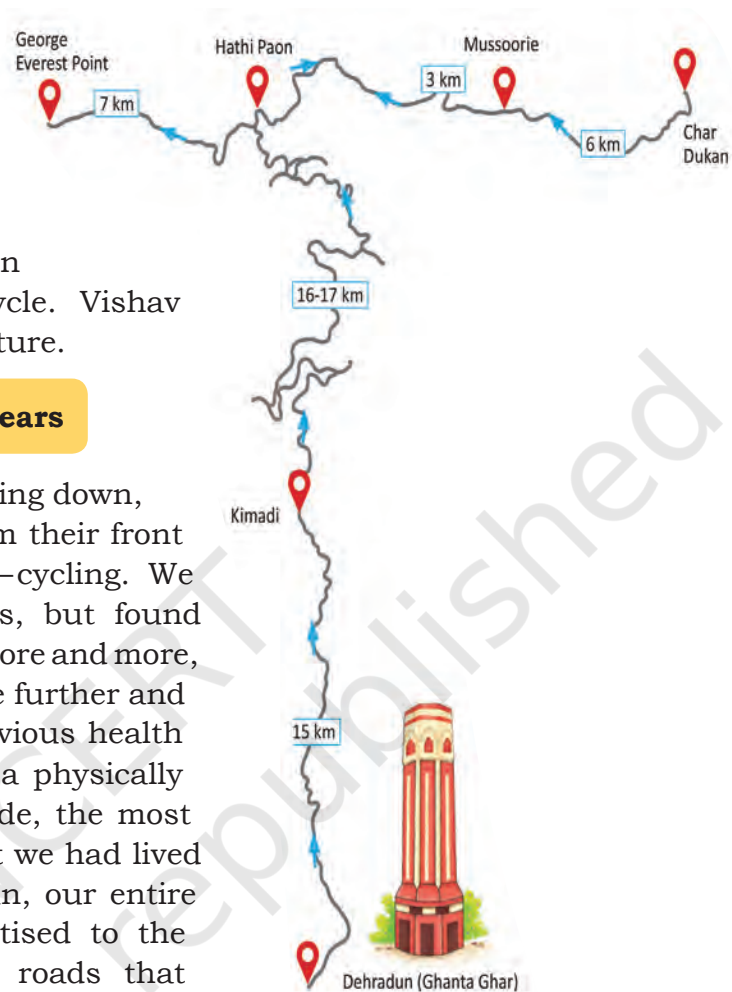 George
Everest Point
Hathi Paon
Mussoorie
Char
Dukan
7 km
3 km
6 km
16-17 km
Kimadi
15 km
Dehradun (Ghanta Ghar)
n
ycle. Vishav
ture.
ears
ing down,
m their front
–cycling. We
s, but found
ore and more,
e further and
vious health
a physically
de, the most
t we had lived
n, our entire
tised to the
roads that
NCERT
republished